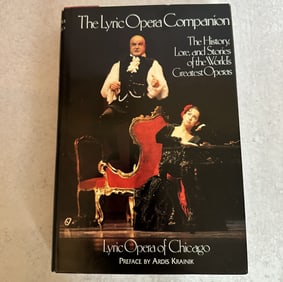 The Lyric Opera Companion
The History,
Lore, and Stories
of the World's
Greatest Operas
Lyric Opera of Chicago
PREFACE BY ARDIS KRAINIK